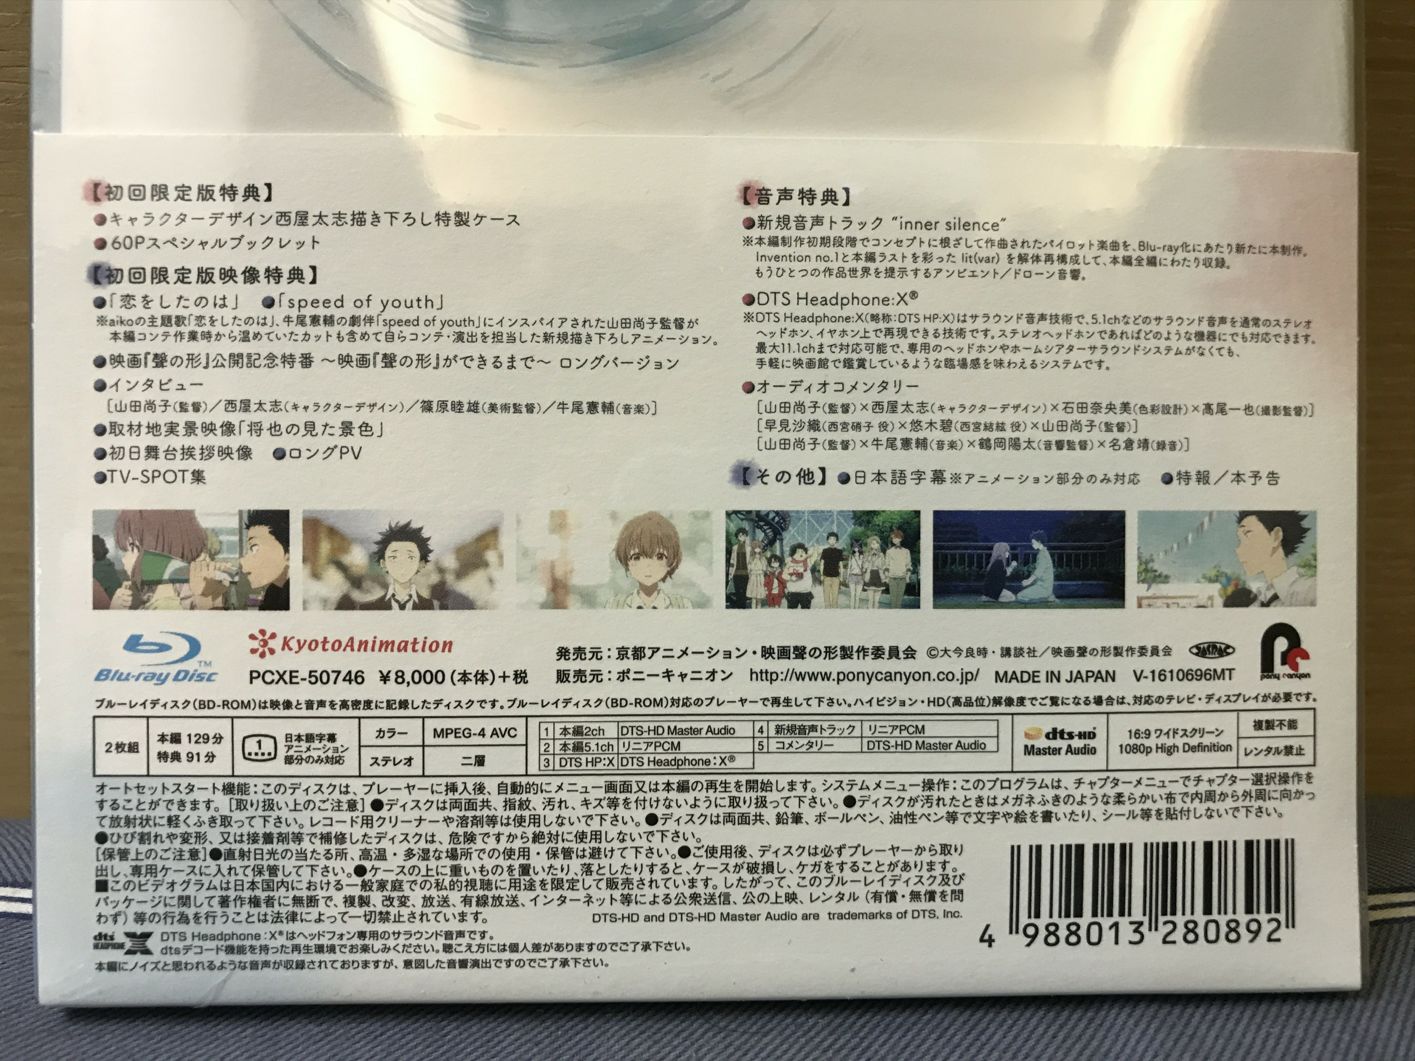 【初回限定版特典】
●キャラクターデザイン西屋太志描き下ろし特製ケース
●60Pスペシャルブックレット
【初回限定版映像特典】
●「恋をしたのは」 ●「speed of youth」
※aikoの主題歌「恋をしたのは」、牛尾憲輔の劇伴「speed of youth」にインスパイアされた山田尚子監督が
本編コンテ作業時から温めていたカットも含めて自らコンテ・演出を担当した新規描き下ろしアニメーション。
●映画『聲の形』公開記念特番 〜映画『聲の形』ができるまで〜 ロングバージョン
●インタビュー
[山田尚子(監督)／西屋太志(キャラクターデザイン)／篠原睦雄(美術監督)／牛尾憲輔(音楽)]
●取材地実景映像「将也の見た景色」
●初日舞台挨拶映像 ●ロングPV
●TV-SPOT集
【音声特典】
●新規音声トラック “inner silence”
※本編制作初期段階でコンセプトに根ざして作曲されたパイロット楽曲を、Blu-ray化にあたり新たに本制作。
Invention no.1と本編ラストを彩った lit(var) を解体再構成して、本編全編にわたり収録。
もうひとつの作品世界を提示するアンビエント／ドローン音響。
●DTS Headphone:X®
※DTS Headphone:X(略称:DTS HP:X)はサラウンド音声技術で、5.1chなどのサラウンド音声を通常のステレオ
ヘッドホン、イヤホン上で再現できる技術です。ステレオヘッドホンであればどのような機器にでも対応できます。
最大11.1chまで対応可能で、専用のヘッドホンやホームシアターサラウンドシステムがなくても、
手軽に映画館で鑑賞しているような臨場感を味わえるシステムです。
●オーディオコメンタリー
[山田尚子(監督)×西屋太志(キャラクターデザイン)×石田奈央美(色彩設計)×髙尾一也(撮影監督)]
[早見沙織(西宮硝子 役)×悠木碧(西宮結絃 役)×山田尚子(監督)]
[山田尚子(監督)×牛尾憲輔(音楽)×鶴岡陽太(音響監督)×名倉靖(録音)]
【その他】 ●日本語字幕※アニメーション部分のみ対応 ●特報／本予告
Blu-ray Disc™
KyotoAnimation
PCXE-50746 ￥8,000(本体)+税
発売元：京都アニメーション・映画聲の形製作委員会 ©大今良時・講談社／映画聲の形製作委員会
販売元：ポニーキャニオン http://www.ponycanyon.co.jp/ MADE IN JAPAN V-1610696MT
JASRAC
pony canyon
ブルーレイディスク(BD-ROM)は映像と音声を高密度に記録したディスクです。ブルーレイディスク(BD-ROM)対応のプレーヤーで再生して下さい。ハイビジョン・HD(高品位)解像度でご覧になる場合は、対応のテレビ・ディスプレイが必要です。
2枚組
本編 129分
特典 91分
1
日本語字幕
アニメーション
部分のみ対応
カラー MPEG-4 AVC
ステレオ 二層
1 本編2ch DTS-HD Master Audio 4 新規音声トラック リニアPCM
2 本編5.1ch リニアPCM 5 コメンタリー DTS-HD Master Audio
3 DTS HP:X DTS Headphone:X®
dts-HD
Master Audio
16:9 ワイドスクリーン
1080p High Definition
複製不能
レンタル禁止
オートセットスタート機能：このディスクは、プレーヤーに挿入後、自動的にメニュー画面又は本編の再生を開始します。システムメニュー操作：このプログラムは、チャプターメニューでチャプター選択操作を
することができます。[取り扱い上のご注意]●ディスクは両面共、指紋、汚れ、キズ等を付けないように取り扱って下さい。●ディスクが汚れたときはメガネふきのような柔らかい布で内周から外周に向かっ
て放射状に軽くふき取って下さい。レコード用クリーナーや溶剤等は使用しないで下さい。●ディスクは両面共、鉛筆、ボールペン、油性ペン等で文字や絵を書いたり、シール等を貼付しないで下さい。
●ひび割れや変形、又は接着剤等で補修したディスクは、危険ですから絶対に使用しないで下さい。
[保管上のご注意]●直射日光の当たる所、高温・多湿な場所での使用・保管は避けて下さい。●ご使用後、ディスクは必ずプレーヤーから取り
出し、専用ケースに入れて保管して下さい。●ケースの上に重いものを置いたり、落としたりすると、ケースが破損し、ケガをすることがあります。
■このビデオグラムは日本国内における一般家庭での私的視聴に用途を限定して販売されています。したがって、このブルーレイディスク及び
パッケージに関して著作権者に無断で、複製、改変、放送、有線放送、インターネット等による公衆送信、公の上映、レンタル（有償・無償を問
わず）等の行為を行うことは法律によって一切禁止されています。
DTS-HD and DTS-HD Master Audio are trademarks of DTS, Inc.
dts HEADPHONE X
DTS Headphone：X®はヘッドフォン専用のサラウンド音声です。
dtsデコード機能を持った再生環境でお楽しみください。聴こえ方には個人差がありますのでご了承下さい。
本編にノイズと思われるような音声が収録されておりますが、意図した音響演出ですのでご了承下さい。
4 988013 280892